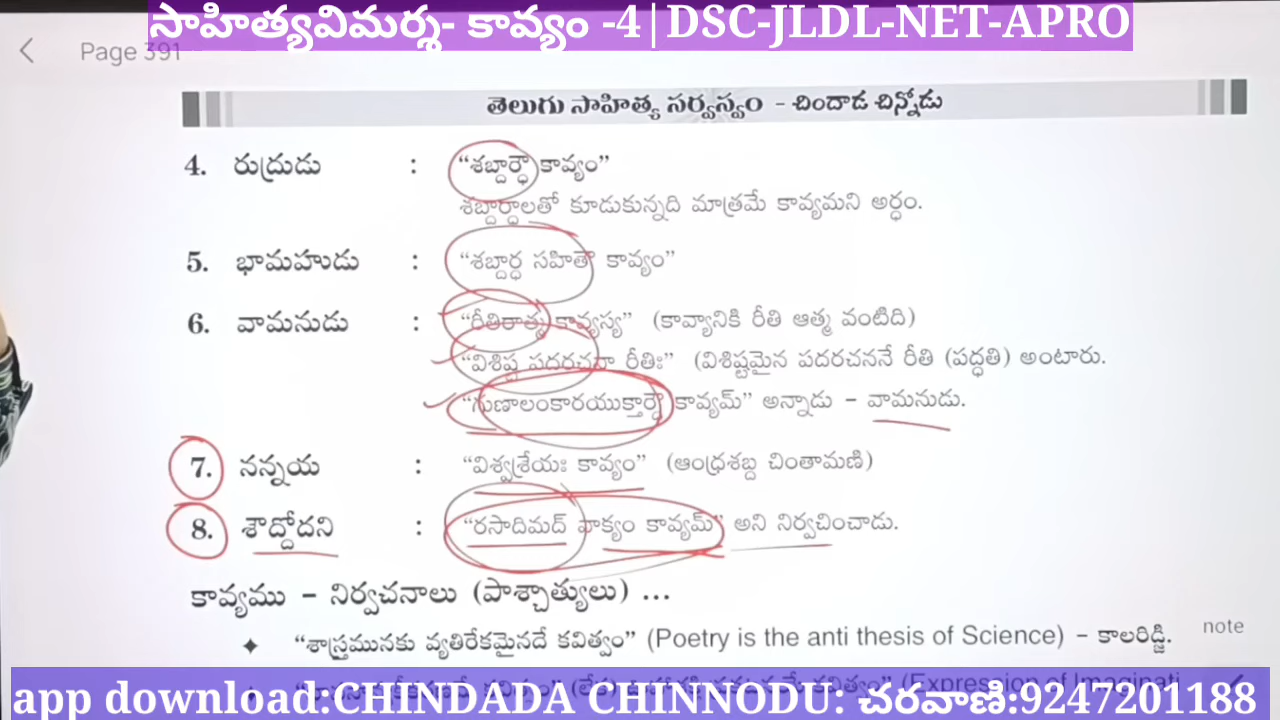 సాహిత్యవిమర్శ- కావ్యం -4|DSC-JLDL-NET-APRO
Page 391
తెలుగు సాహిత్య సర్వస్వం - చిందాడ చిన్నోడు
4. రుద్రుడు : "శబ్దార్థౌ కావ్యం"
శబ్దార్థాలతో కూడుకున్నది మాత్రమే కావ్యమని అర్థం.
5. భామహుడు : "శబ్దార్థ సహితౌ కావ్యం"
6. వామనుడు : "రీతిరాత్మ కావ్యస్య" (కావ్యానికి రీతి ఆత్మ వంటిది)
"విశిష్ట పదరచనా రీతిః" (విశిష్టమైన పదరచననే రీతి (పద్ధతి) అంటారు.
"గుణాలంకారయుక్తార్థౌ కావ్యమ్" అన్నాడు - వామనుడు.
7. నన్నయ : "విశ్వశ్రేయః కావ్యం" (ఆంధ్రశబ్ద చింతామణి)
8. శౌద్దోదని : "రసాదిమద్ వాక్యం కావ్యమ్" అని నిర్వచించాడు.
కావ్యము - నిర్వచనాలు (పాశ్చాత్యులు) ...
"శాస్త్రమునకు వ్యతిరేకమైనదే కవిత్వం" (Poetry is the anti thesis of Science) - కాలరిడ్జి.
note
(Expression of Imaginati
app download:CHINDADA CHINNODU: చరవాణి:9247201188